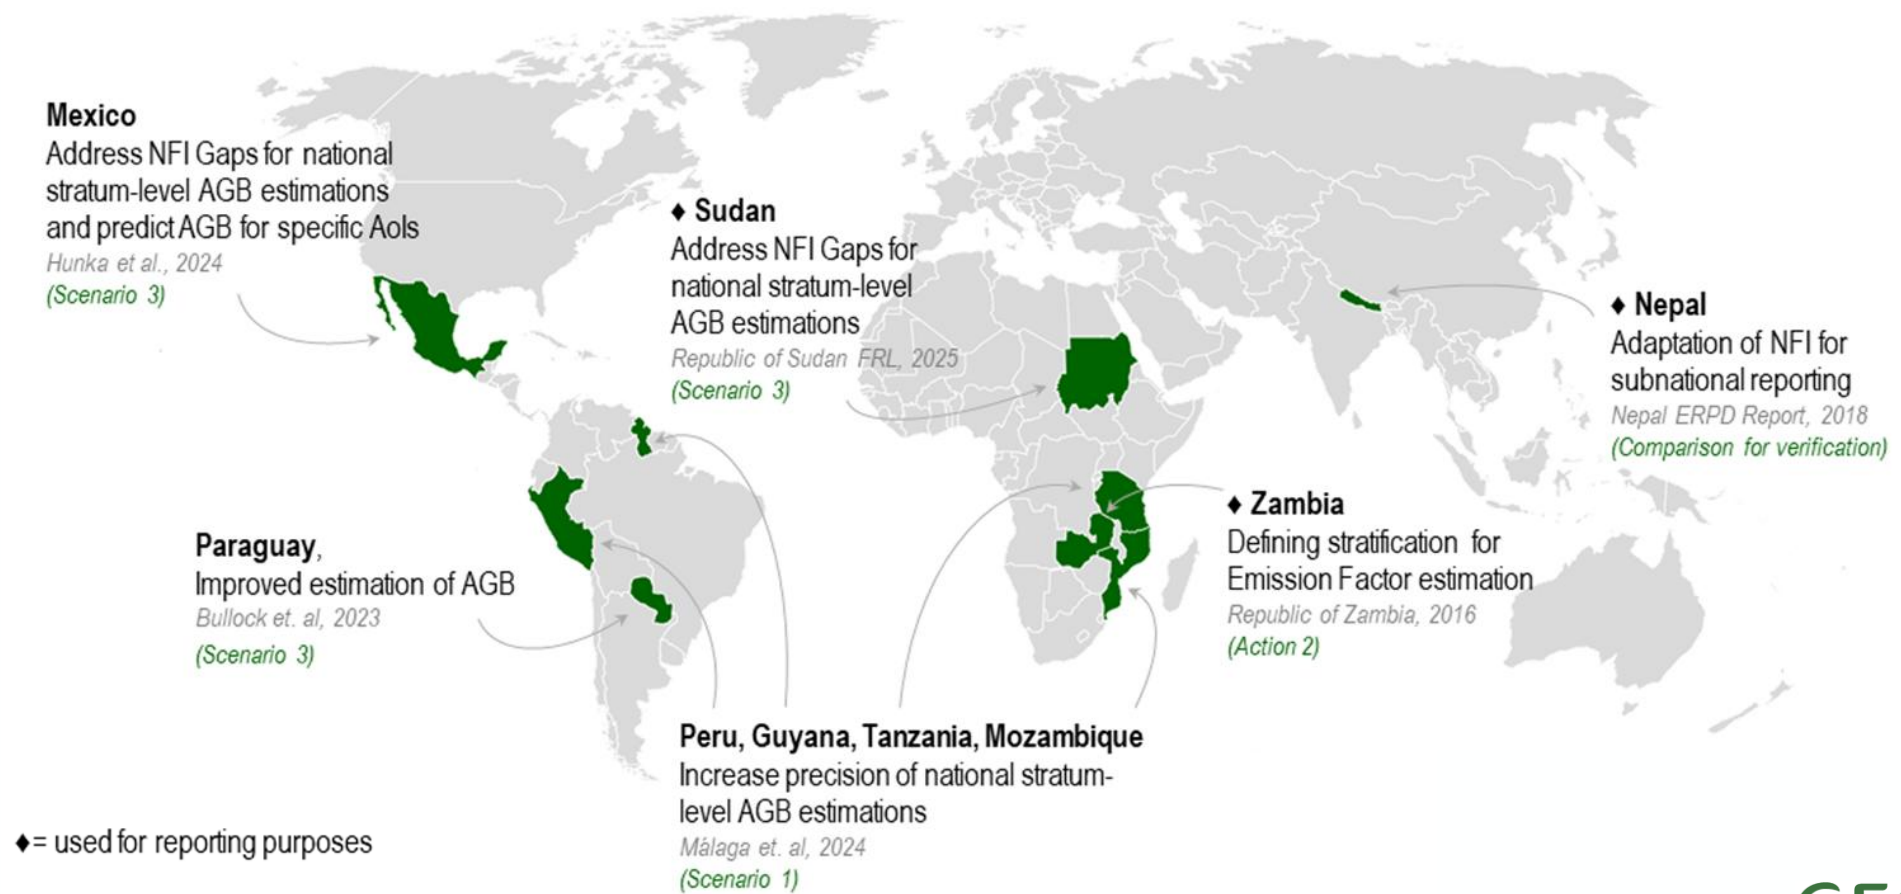 Mexico
Address NFI Gaps for national
stratum-level AGB estimations
and predict AGB for specific AoIs
Hunka et al., 2024
(Scenario 3)
♦ Sudan
Address NFI Gaps for
national stratum-level
AGB estimations
Republic of Sudan FRL, 2025
(Scenario 3)
♦ Nepal
Adaptation of NFI for
subnational reporting
Nepal ERPD Report, 2018
(Comparison for verification)
♦ Zambia
Defining stratification for
Emission Factor estimation
Republic of Zambia, 2016
(Action 2)
Paraguay,
Improved estimation of AGB
Bullock et. al, 2023
(Scenario 3)
Peru, Guyana, Tanzania, Mozambique
Increase precision of national stratum-
level AGB estimations
Málaga et. al, 2024
(Scenario 1)
♦= used for reporting purposes